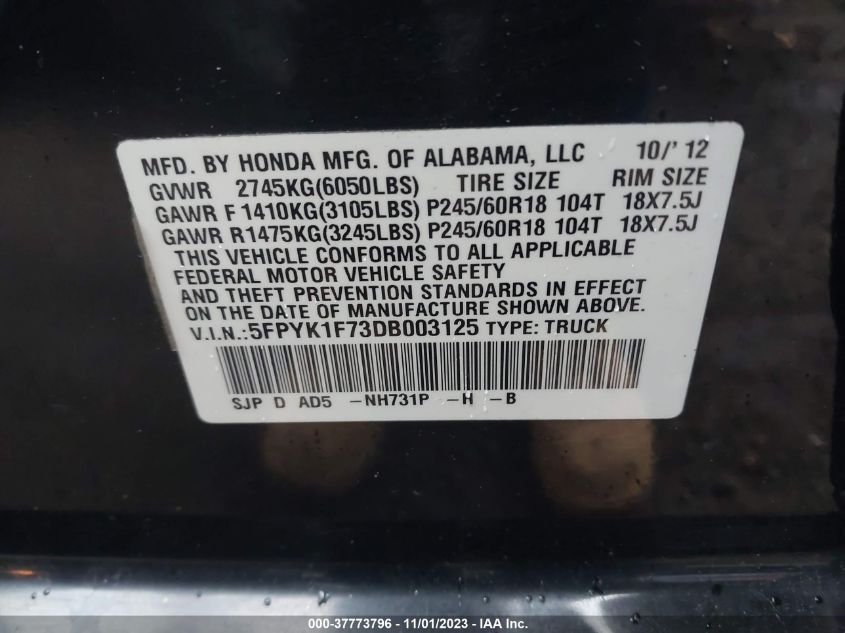 MFD. BY HONDA MFG. OF ALABAMA, LLC 10/' 12
GVWR 2745KG(6050LBS) TIRE SIZE RIM SIZE
GAWR F 1410KG(3105LBS) P245/60R18 104T 18X7.5J
GAWR R1475KG(3245LBS) P245/60R18 104T 18X7.5J
THIS VEHICLE CONFORMS TO ALL APPLICABLE
FEDERAL MOTOR VEHICLE SAFETY
AND THEFT PREVENTION STANDARDS IN EFFECT
ON THE DATE OF MANUFACTURE SHOWN ABOVE.
V.I.N.:5FPYK1F73DB003125 TYPE: TRUCK
SJP D AD5 -NH731P -H -B
000-37773796 - 11/01/2023 - IAA Inc.